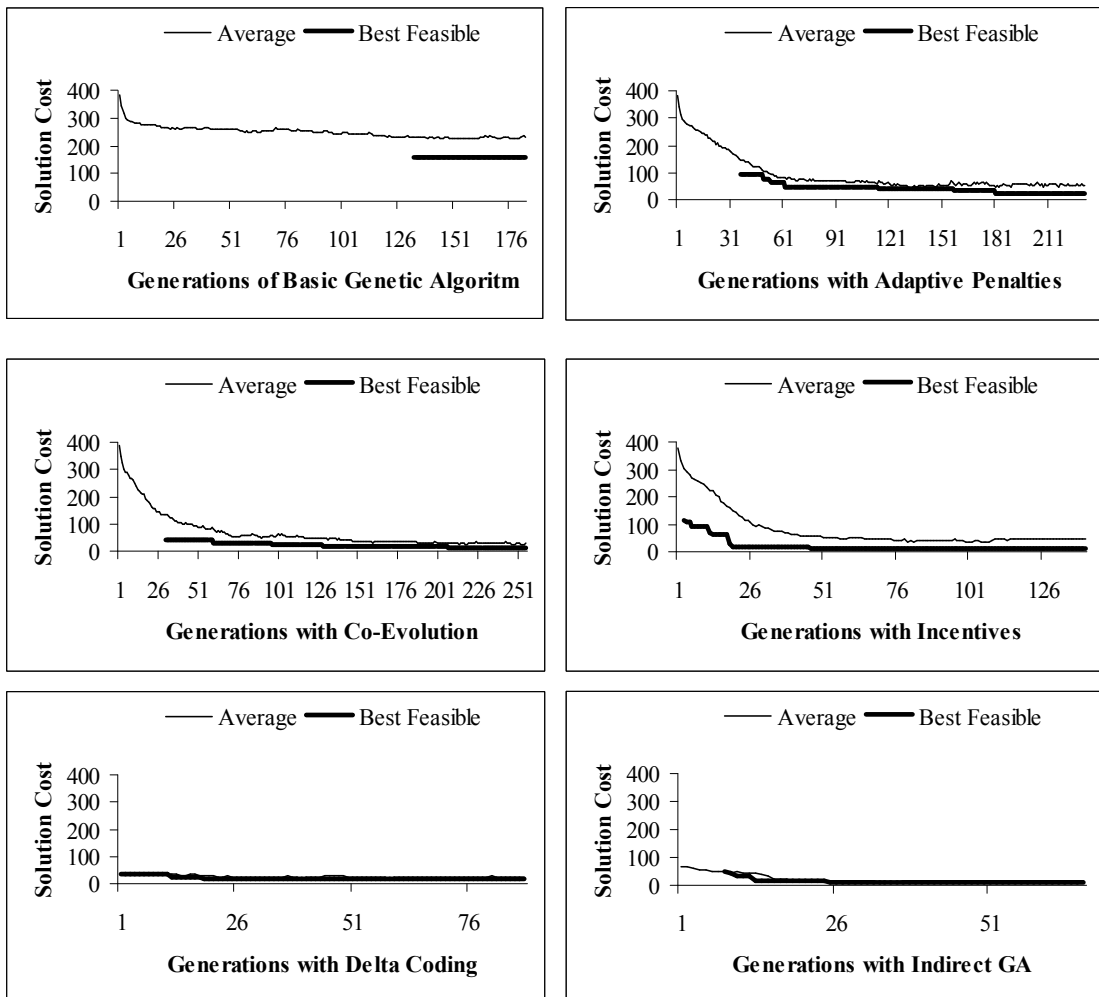 Average Best Feasible
Solution Cost
400
300
200
100
0
1 26 51 76 101 126 151 176
Generations of Basic Genetic Algoritm
Average Best Feasible
Solution Cost
400
300
200
100
0
1 31 61 91 121 151 181 211
Generations with Adaptive Penalties
Average Best Feasible
Solution Cost
400
300
200
100
0
1 26 51 76 101 126 151 176 201 226 251
Generations with Co-Evolution
Average Best Feasible
Solution Cost
400
300
200
100
0
1 26 51 76 101 126
Generations with Incentives
Average Best Feasible
Solution Cost
400
300
200
100
0
1 26 51 76
Generations with Delta Coding
Average Best Feasible
Solution Cost
400
300
200
100
0
1 26 51
Generations with Indirect GA